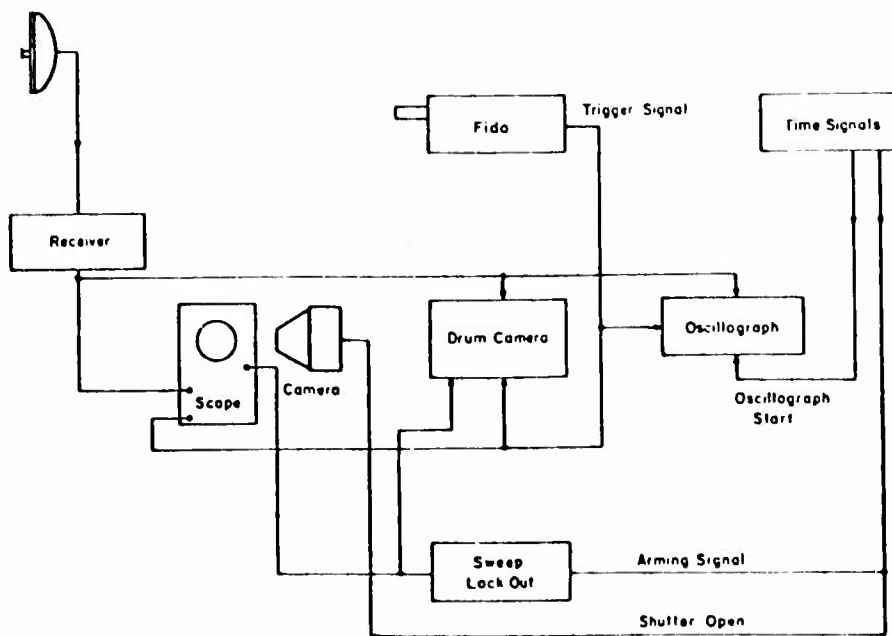 Fido
Trigger Signal
Time Signals
Receiver
Scope
Camera
Drum Camera
Oscillograph
Oscillograph
Start
Sweep
Lock Out
Arming Signal
Shutter Open